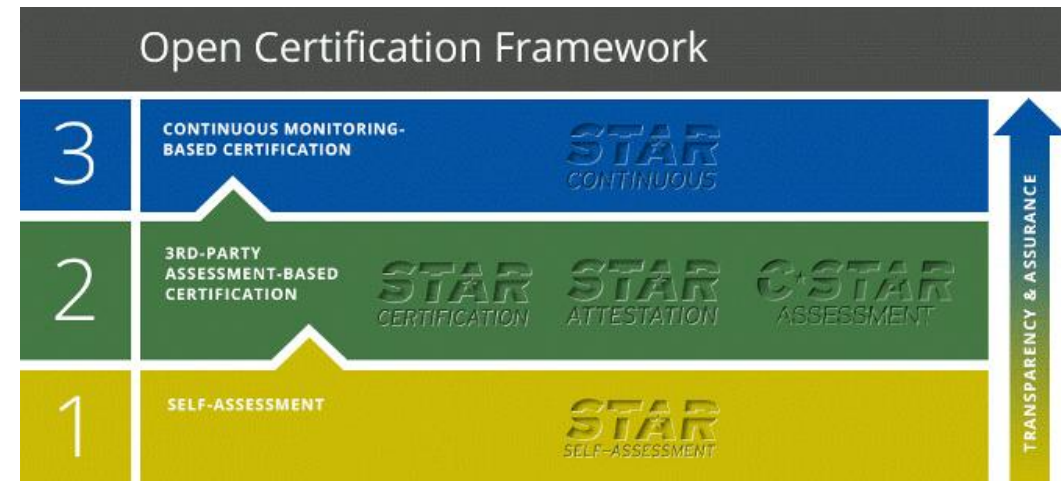 Open Certification Framework
3
CONTINUOUS MONITORING-
BASED CERTIFICATION
STAR
CONTINUOUS
2
3RD-PARTY
ASSESSMENT-BASED
CERTIFICATION
STAR
CERTIFICATION
STAR
ATTESTATION
C★STAR
ASSESSMENT
1
SELF-ASSESSMENT
STAR
SELF-ASSESSMENT
TRANSPARENCY & ASSURANCE